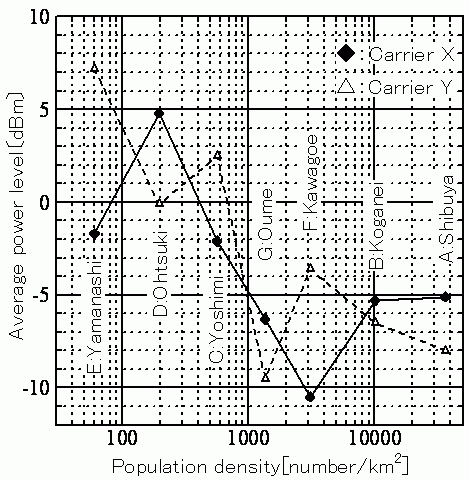 10
5
0
-5
-10
Average power level[dBm]
: Carrier X
: Carrier Y
E:Yamanashi
D:Ohtsuki
C:Yoshimi
G:Oume
F:Kawagoe
B:Koganei
A:Shibuya
100
1000
10000
Population density[number/km²]